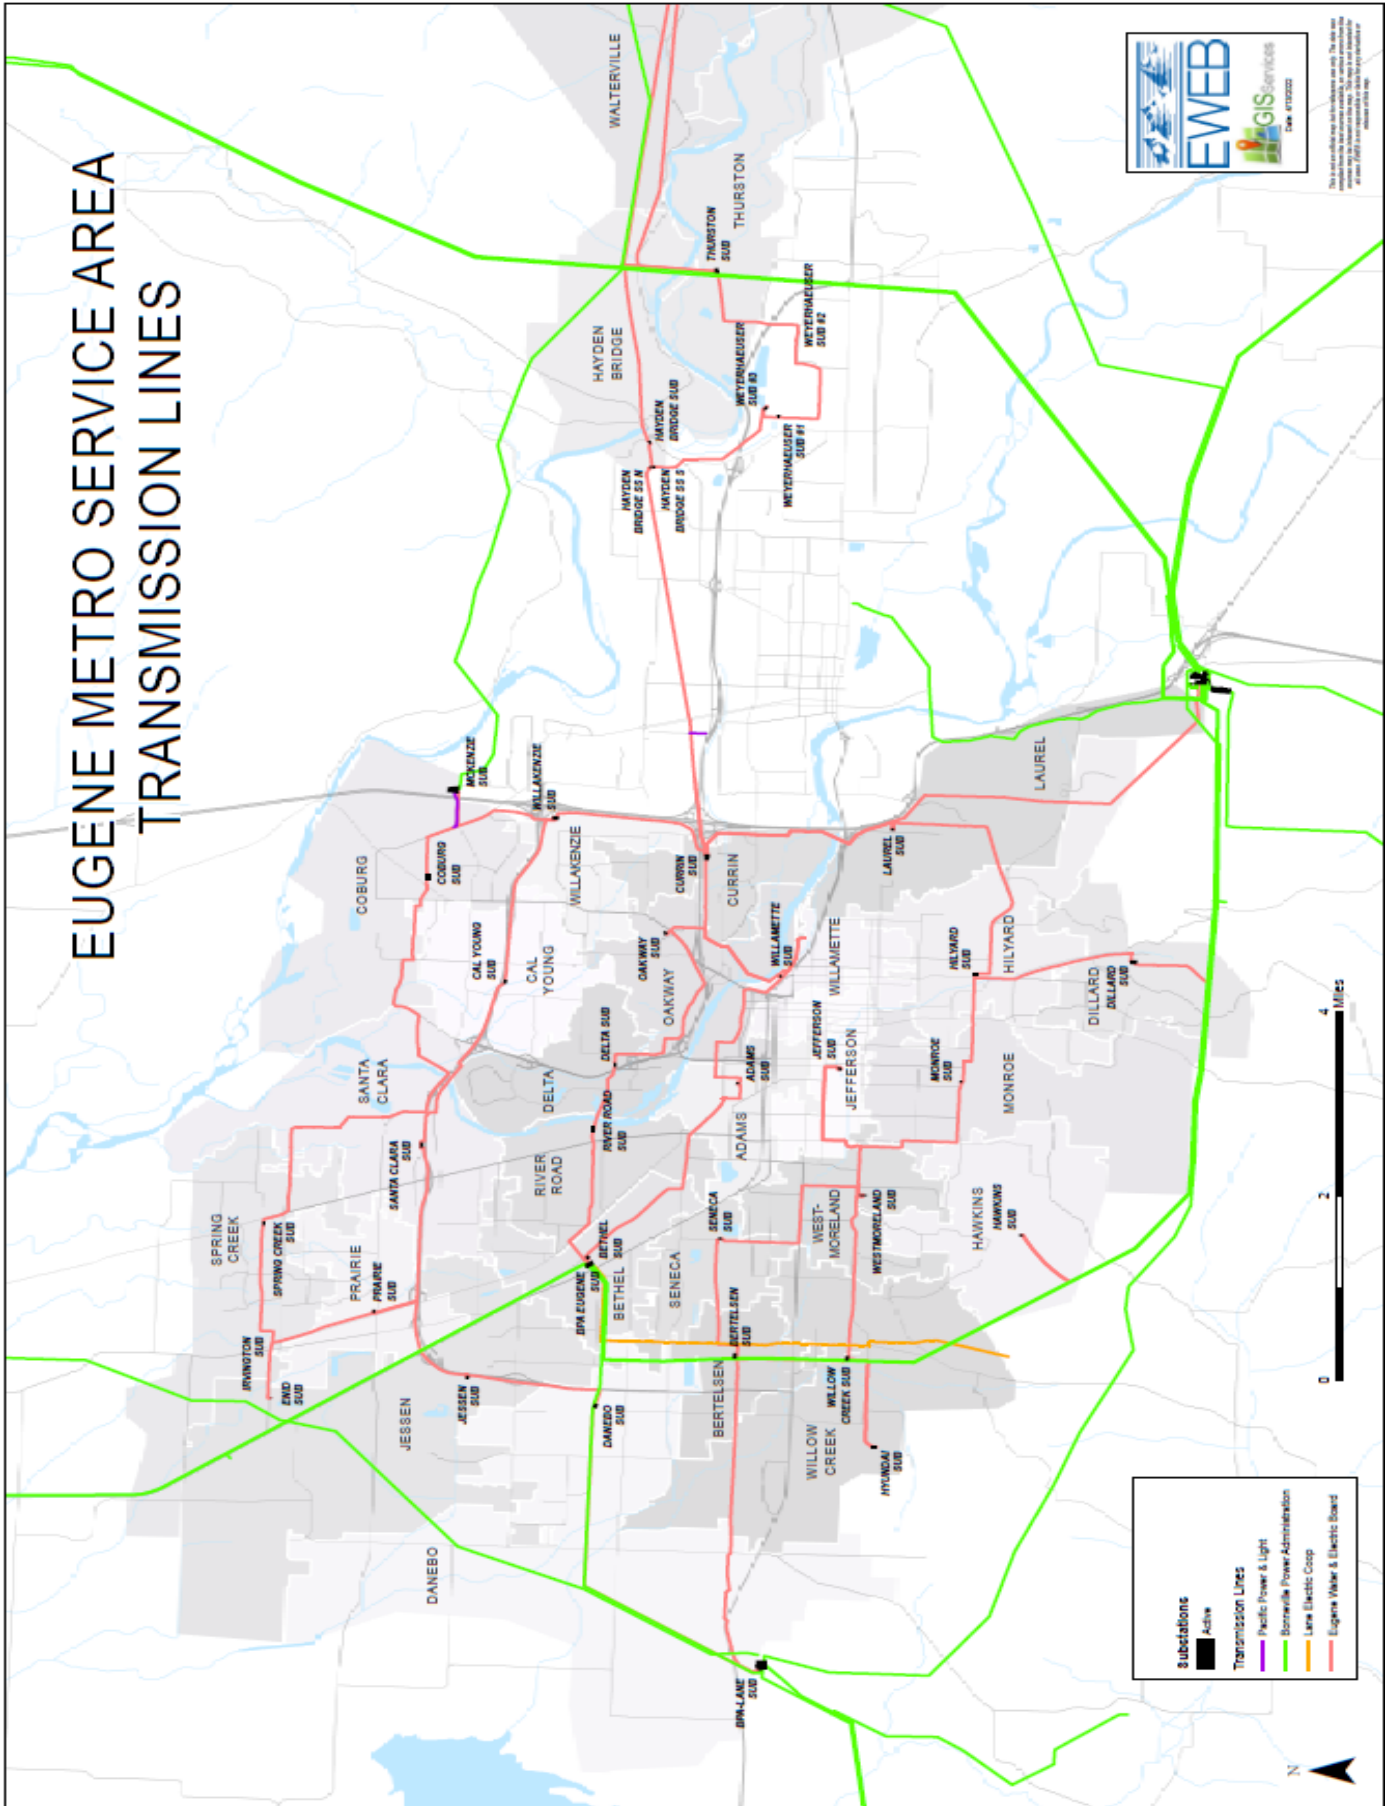 EUGENE METRO SERVICE AREA
TRANSMISSION LINES
WALTERVILLE
THURSTON
THURSTON
SUB
HAYDEN
BRIDGE
WEYERHAEUSER
SUB #2
WEYERHAEUSER
SUB #3
WEYERHAEUSER
SUB #1
HAYDEN
BRIDGE SUB
HAYDEN
BRIDGE SS N
HAYDEN
BRIDGE SS S
MCKENZIE
SUB
WILLAKENZIE
SUB
COBURG
COBURG
SUB
WILLAKENZIE
CURRIN
SUB
CURRIN
LAUREL
LAUREL
SUB
CAL YOUNG
SUB
CAL
YOUNG
OAKWAY
SUB
OAKWAY
WILLAMETTE
SUB
WILLAMETTE
HILYARD
SUB
HILYARD
DILLARD
DILLARD
SUB
SANTA
CLARA
DELTA SUB
DELTA
ADAMS
SUB
ADAMS
JEFFERSON
SUB
JEFFERSON
MONROE
SUB
MONROE
SANTA CLARA
SUB
RIVER ROAD
SUB
RIVER
ROAD
SPRING
CREEK
SPRING CREEK
SUB
PRAIRIE
PRAIRIE
SUB
BETHEL
SUB
BPA EUGENE
SUB
BETHEL
SENECA
SENECA
SUB
WEST-
MORELAND
WESTMORELAND
SUB
HAWKINS
HAWKINS
SUB
IRVINGTON
SUB
ENID
SUB
JESSEN
JESSEN
SUB
DANEBO
SUB
BERTELSEN
SUB
BERTELSEN
WILLOW
CREEK SUB
WILLOW
CREEK
HYUNDAI
SUB
DANEBO
BPA-LANE
SUB
EWEB
GIS Services
0 2 4
Miles
Substations
Active
Transmission Lines
Pacific Power & Light
Bonneville Power Administration
Lane Electric Coop
Eugene Water & Electric Board
N